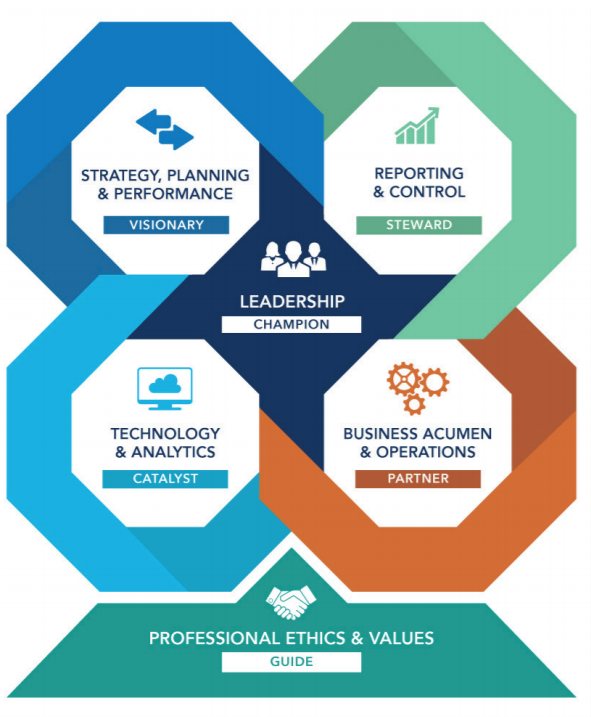 STRATEGY, PLANNING
& PERFORMANCE
VISIONARY
REPORTING
& CONTROL
STEWARD
LEADERSHIP
CHAMPION
TECHNOLOGY
& ANALYTICS
CATALYST
BUSINESS ACUMEN
& OPERATIONS
PARTNER
PROFESSIONAL ETHICS & VALUES
GUIDE